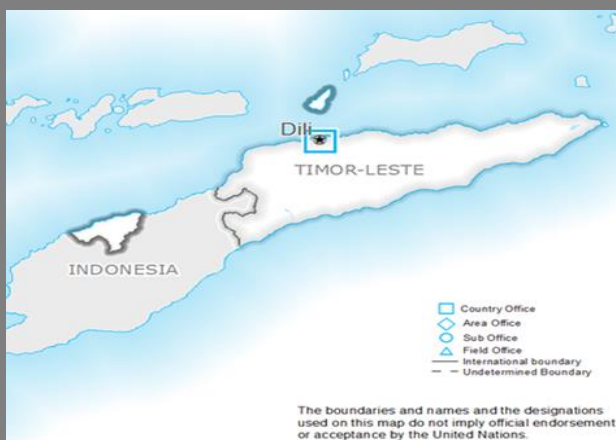 Dili
TIMOR-LESTE
INDONESIA
Country Office
Area Office
Sub Office
Field Office
International boundary
Undetermined Boundary
The boundaries and names and the designations
used on this map do not imply official endorsement
or acceptance by the United Nations.